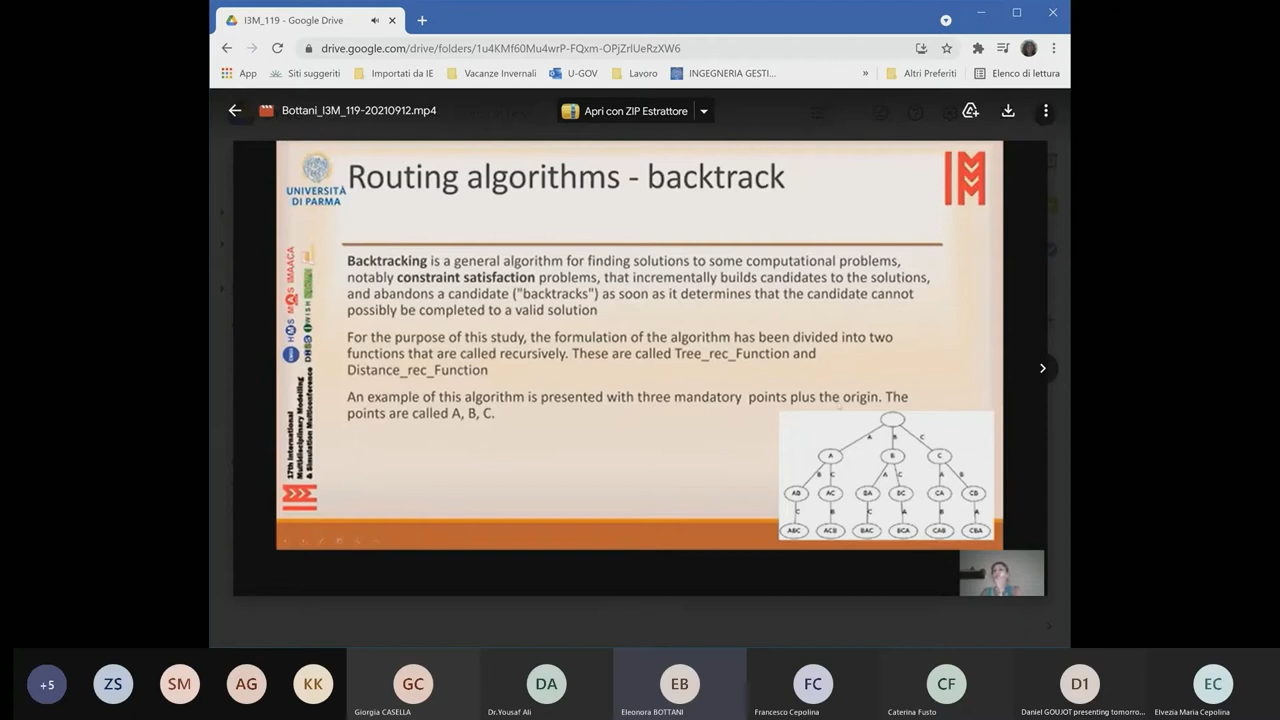 I3M_119 - Google Drive
drive.google.com/drive/folders/1u4KMf60Mu4wrP-FQxm-OPjZrlUeRzXW6
App
Siti suggeriti
Importati da IE
Vacanze Invernali
U-GOV
Lavoro
INGEGNERIA GESTI...
»
Altri Preferiti
Elenco di lettura
Bottani_I3M_119-20210912.mp4
Apri con ZIP Estrattore
UNIVERSITÀ
DI PARMA
Routing algorithms - backtrack
Backtracking is a general algorithm for finding solutions to some computational problems,
notably constraint satisfaction problems, that incrementally builds candidates to the solutions,
and abandons a candidate ("backtracks") as soon as it determines that the candidate cannot
possibly be completed to a valid solution
For the purpose of this study, the formulation of the algorithm has been divided into two
functions that are called recursively. These are called Tree_rec_Function and
Distance_rec_Function
An example of this algorithm is presented with three mandatory points plus the origin. The
points are called A, B, C.
17th International
Multidisciplinary Modelling
& Simulation Multiconference
A B C
A B C
B C A C A B
AB AC BA BC CA CB
C B C A B A
ABC ACB BAC BCA CAB CBA
+5
ZS
SM
AG
KK
GC
Giorgia CASELLA
DA
Dr.Yousaf Ali
EB
Eleonora BOTTANI
FC
Francesco Cepolina
CF
Caterina Fusto
D1
Daniel GOUJOT presenting tomorro...
EC
Elvezia Maria Cepolina